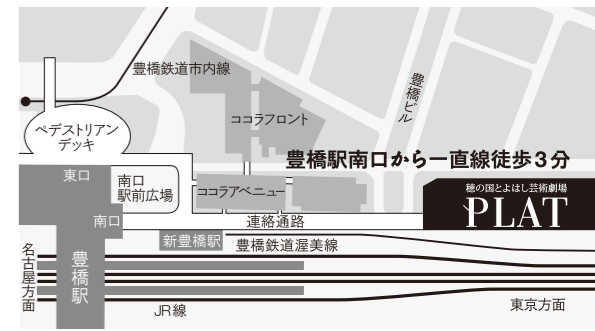 豊橋鉄道市内線
豊橋ビル
ココラフロント
ペデストリアン
デッキ
豊橋駅南口から一直線徒歩3分
東口
南口
駅前広場
ココラアベニュー
穂の国とよはし芸術劇場
PLAT
南口
連絡通路
新豊橋駅
豊橋鉄道渥美線
名古屋方面
豊橋駅
JR線
東京方面